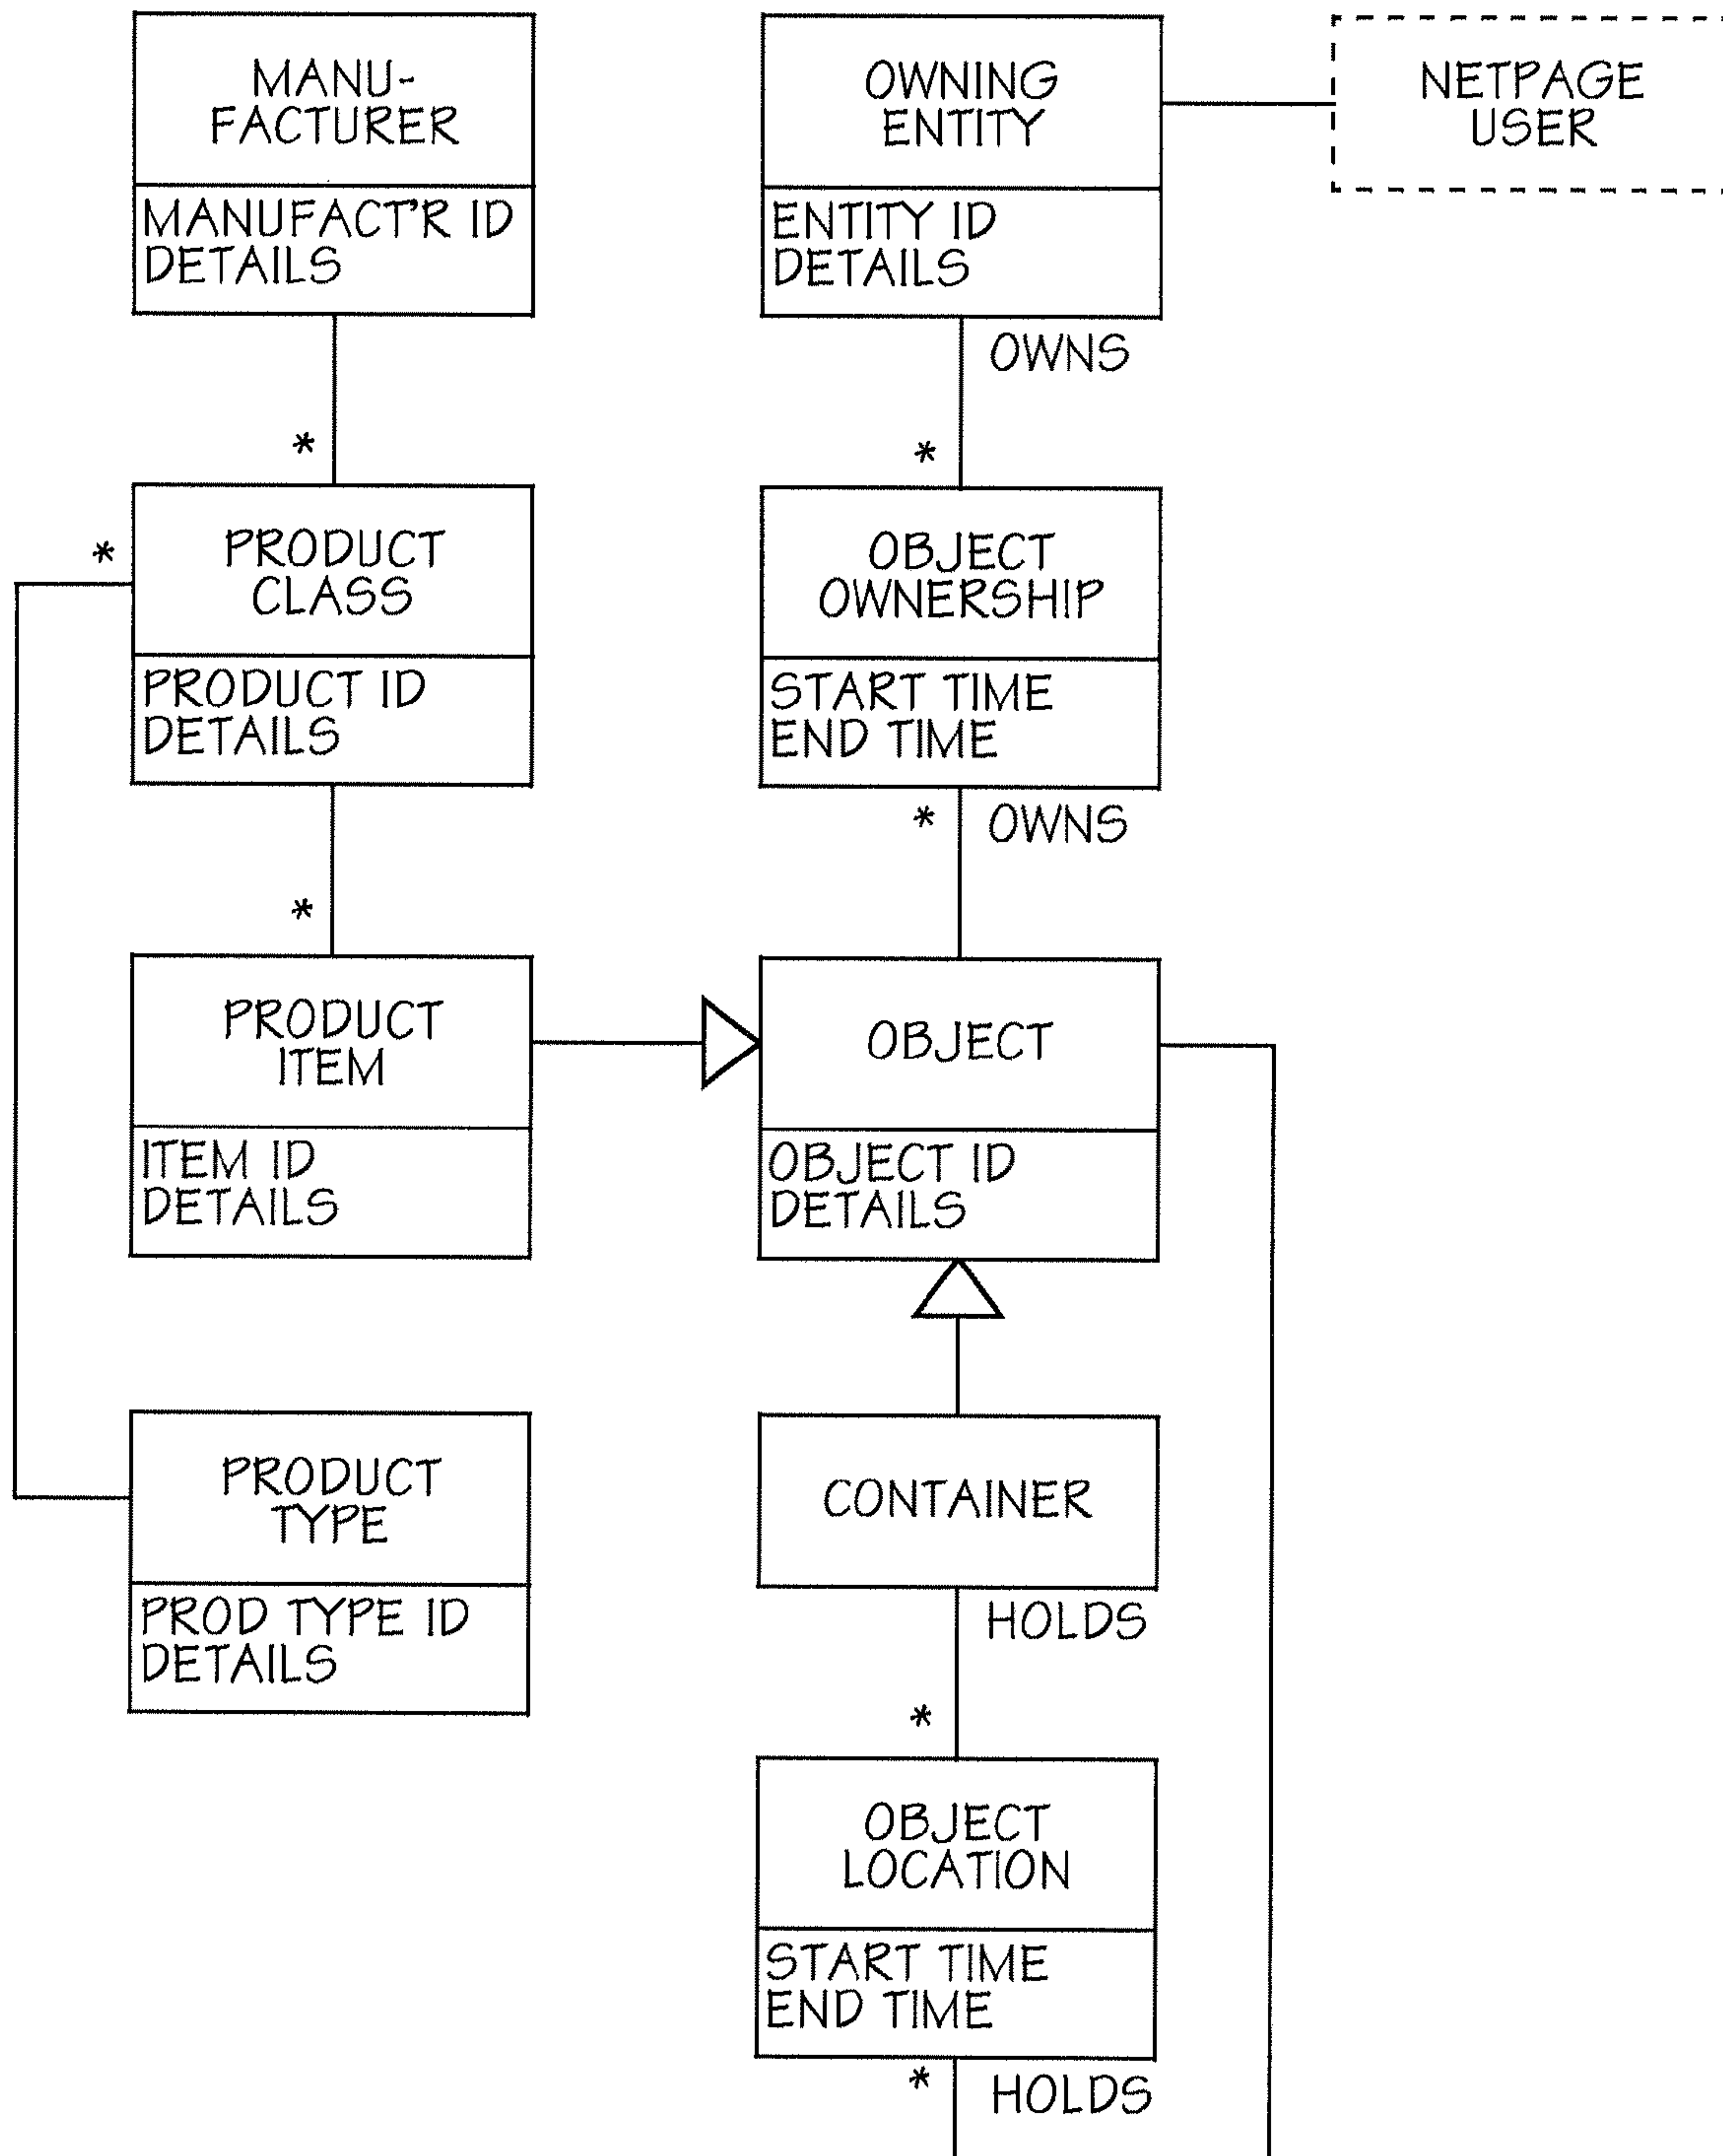 MANU-
FACTURER
MANUFACT'R ID
DETAILS
OWNING
ENTITY
ENTITY ID
DETAILS
NETPAGE
USER
OWNS
*
*
*
PRODUCT
CLASS
PRODUCT ID
DETAILS
OBJECT
OWNERSHIP
START TIME
END TIME
* OWNS
*
PRODUCT
ITEM
ITEM ID
DETAILS
OBJECT
OBJECT ID
DETAILS
PRODUCT
TYPE
PROD TYPE ID
DETAILS
CONTAINER
HOLDS
*
OBJECT
LOCATION
START TIME
END TIME
* HOLDS